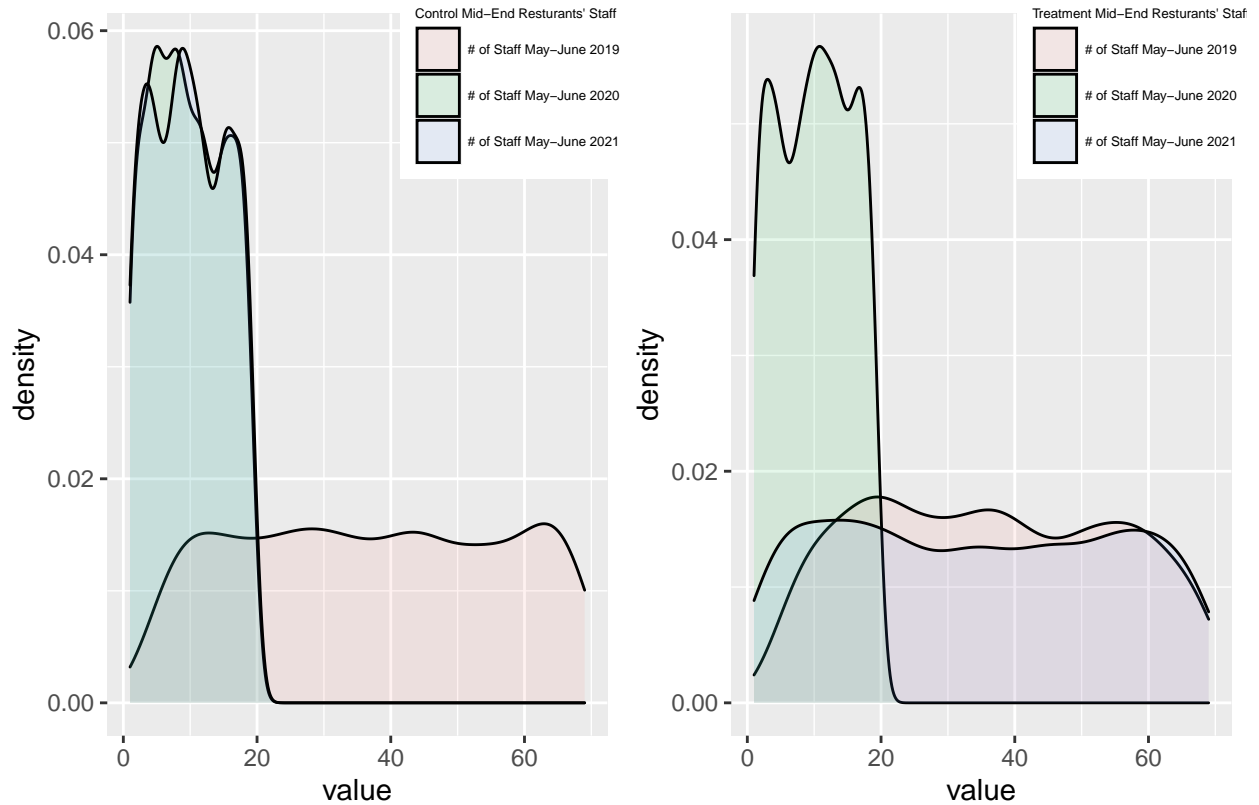 Control Mid−End Resturants' Staff
# of Staff May−June 2019
# of Staff May−June 2020
# of Staff May−June 2021
0.06
0.04
0.02
0.00
density
0
20
40
60
value
Treatment Mid−End Resturants' Staff
# of Staff May−June 2019
# of Staff May−June 2020
# of Staff May−June 2021
0.04
0.02
0.00
density
0
20
40
60
value